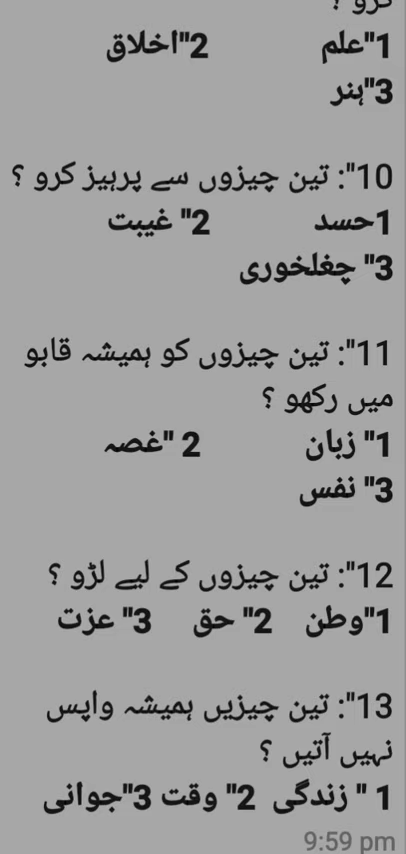 کرو ؟
1"علم 2"اخلاق
3"ہنر
10": تین چیزوں سے پرہیز کرو ؟
1حسد 2" غیبت
3" چغلخوری
11": تین چیزوں کو ہمیشہ قابو
میں رکھو ؟
1" زبان 2 "غصہ
3" نفس
12": تین چیزوں کے لیے لڑو ؟
1"وطن 2" حق 3" عزت
13": تین چیزیں ہمیشہ واپس
نہیں آتیں ؟
1 " زندگی 2" وقت 3"جوانی
9:59 pm